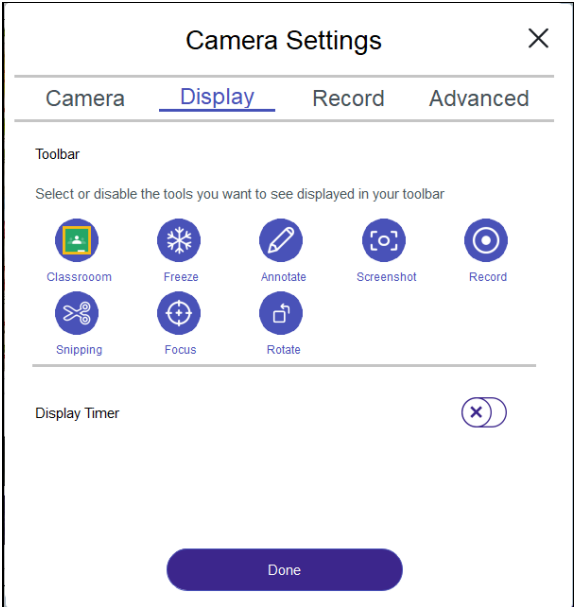 Camera Settings
Camera Display Record Advanced
Toolbar
Select or disable the tools you want to see displayed in your toolbar
Classrooom Freeze Annotate Screenshot Record
Snipping Focus Rotate
Display Timer
Done